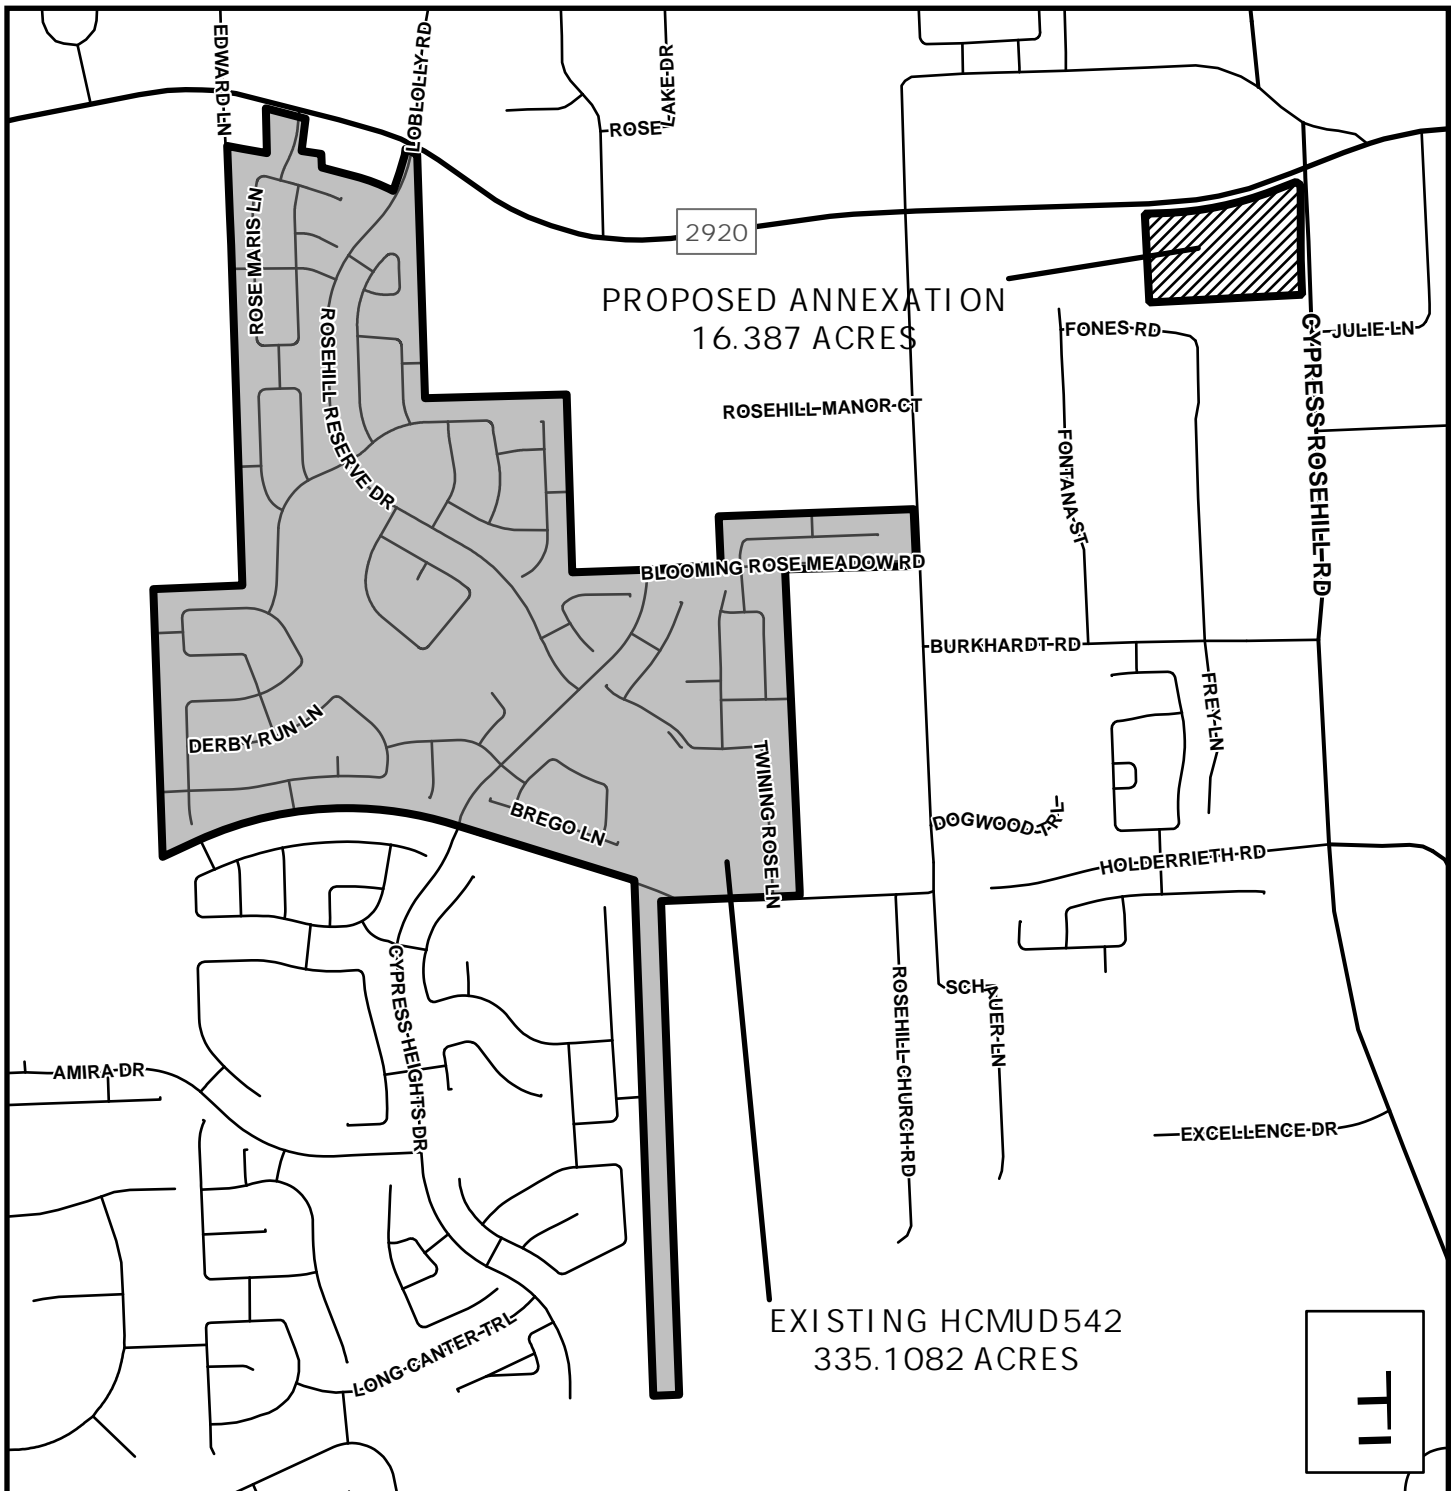 EDWARD-LN
LOBLOLLY-RD
ROSE-LAKE-DR
2920
ROSE-MARIS-LN
PROPOSED ANNEXATION
16.387 ACRES
FONES-RD
JULIE-LN
ROSEHILL-RESERVE-DR
CYPRESS-ROSEHILL-RD
ROSEHILL-MANOR-CT
FONTANA-ST
BLOOMING ROSE MEADOW RD
BURKHARDT-RD
FREY-LN
DERBY-RUN-LN
TWINING-ROSE-LN
BREGO-LN
DOGWOOD-TRL
HOLDERRIETH-RD
CYPRESS-HEIGHTS-DR
ROSEHILL-CHURCH-RD
SCHAUER-LN
AMIRA-DR
EXCELLENCE-DR
EXISTING HCMUD542
335.1082 ACRES
LONG-CANTER-TRL